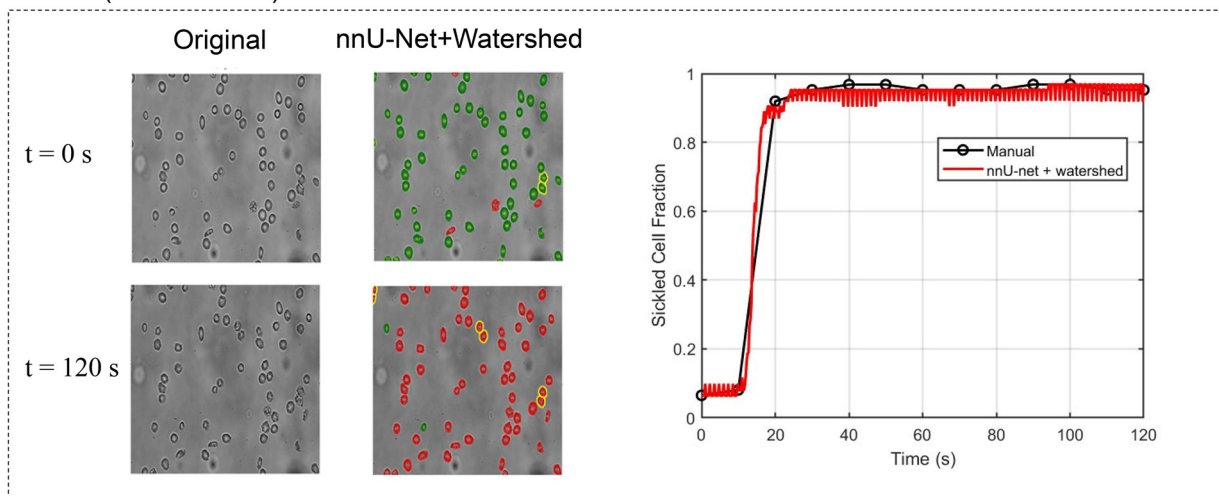 Original
nnU-Net+Watershed
t = 0 s
t = 120 s
Sickled Cell Fraction
1
0.8
0.6
0.4
0.2
0
0 20 40 60 80 100 120
Time (s)
Manual
nnU-net + watershed